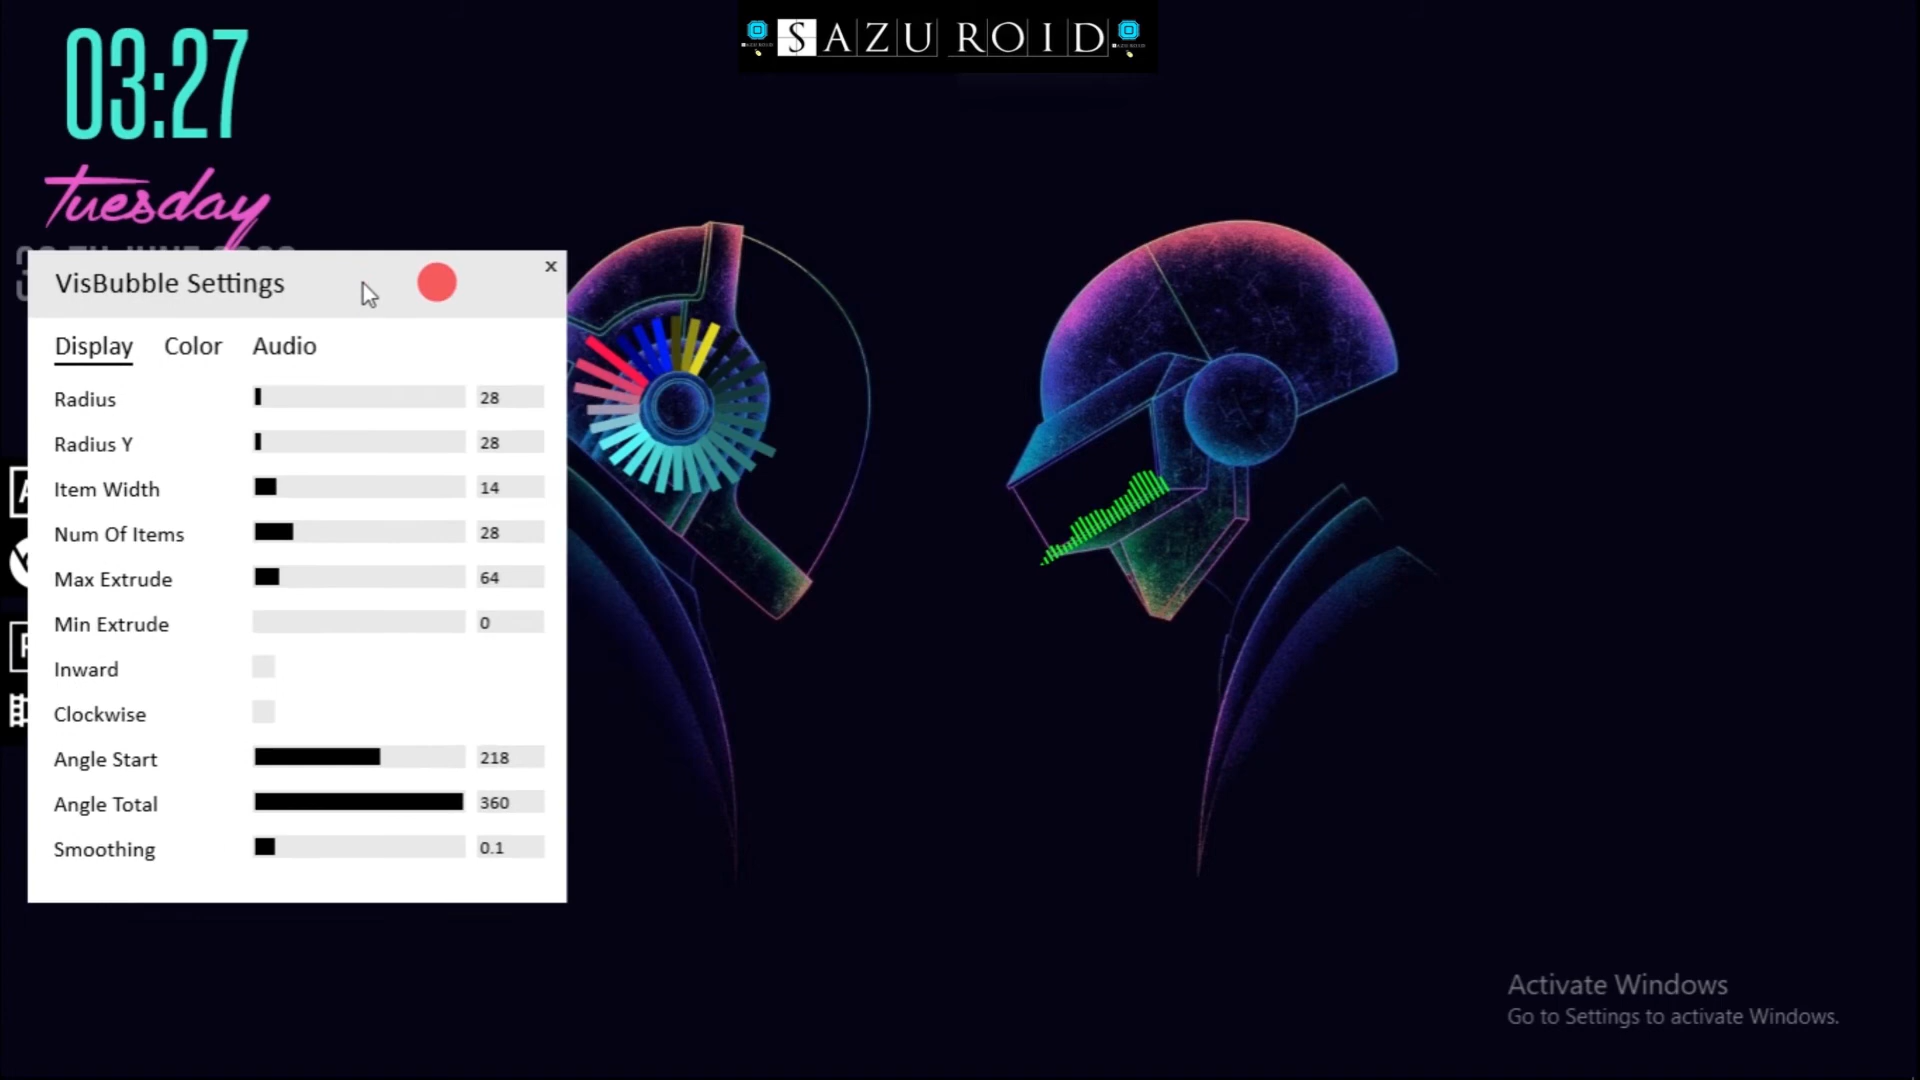 SAZU ROID
03:27
Tuesday
VisBubble Settings
x
Display Color Audio
Radius 28
Radius Y 28
Item Width 14
Num Of Items 28
Max Extrude 64
Min Extrude 0
Inward
Clockwise
Angle Start 218
Angle Total 360
Smoothing 0.1
Activate Windows
Go to Settings to activate Windows.